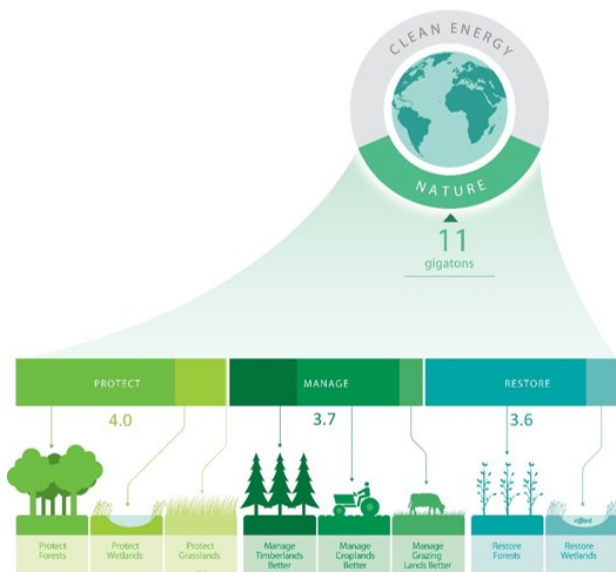 CLEAN ENERGY
NATURE
11
gigatons
PROTECT
MANAGE
RESTORE
4.0
3.7
3.6
Protect
Forests
Protect
Wetlands
Protect
Grasslands
Manage
Timberlands
Better
Manage
Croplands
Better
Manage
Grazing
Lands Better
Restore
Forests
Restore
Wetlands